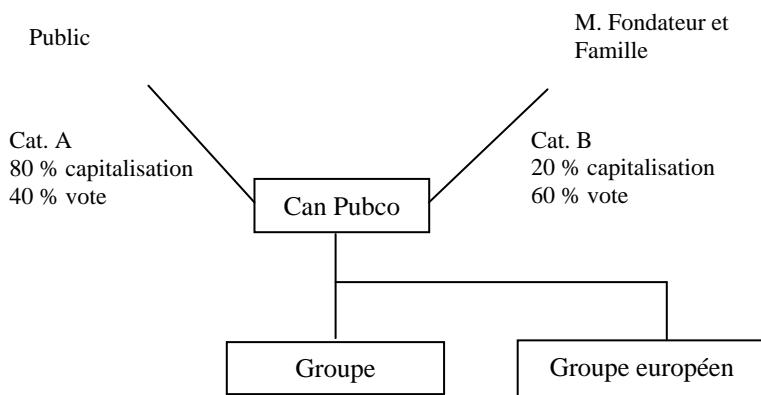 Public
M. Fondateur et
Famille
Cat. A
80 % capitalisation
40 % vote
Cat. B
20 % capitalisation
60 % vote
Can Pubco
Groupe
Groupe européen